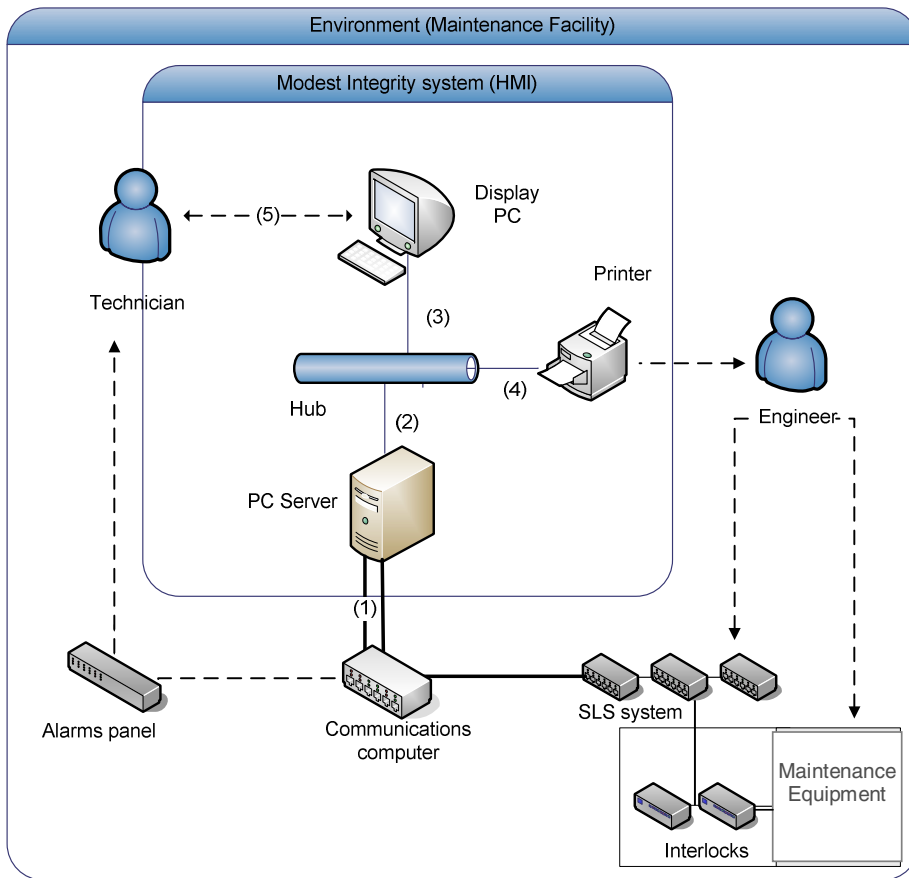 Environment (Maintenance Facility)
Modest Integrity system (HMI)
Display
PC
(5)
Technician
Printer
(3)
(4)
Hub
(2)
Engineer
PC Server
(1)
Alarms panel
Communications
computer
SLS system
Maintenance
Equipment
Interlocks